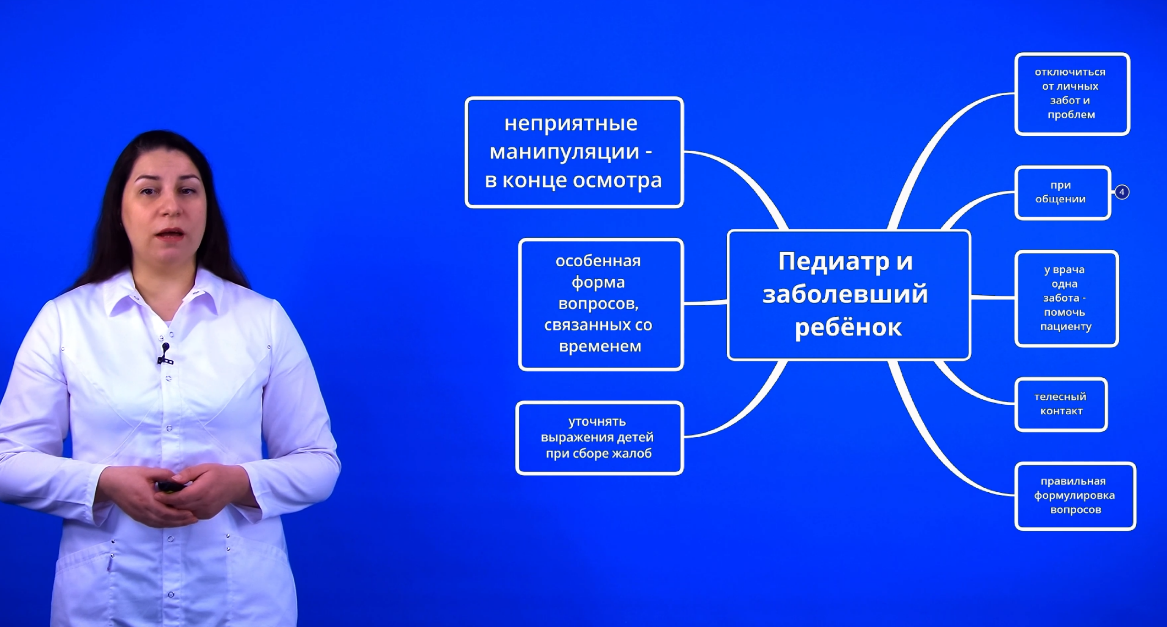 неприятные
манипуляции -
в конце осмотра
особенная
форма
вопросов,
связанных со
временем
уточнять
выражения детей
при сборе жалоб
Педиатр и
заболевший
ребёнок
отключиться
от личных
забот и
проблем
при
общении
4
у врача
одна
забота -
помочь
пациенту
телесный
контакт
правильная
формулировка
вопросов